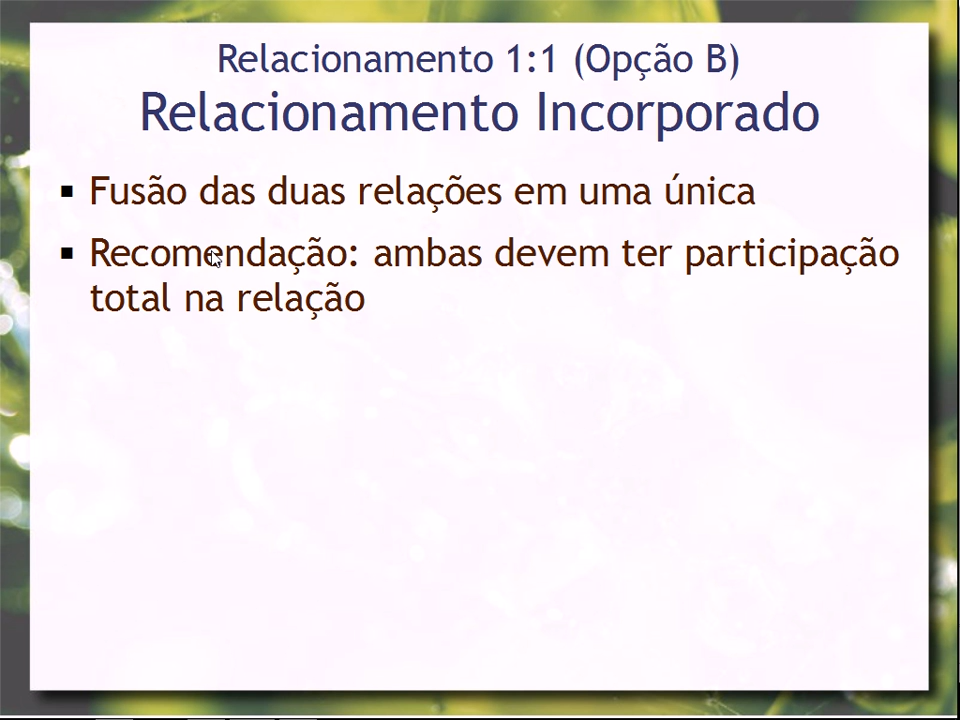 Relacionamento 1:1 (Opção B)
Relacionamento Incorporado
▪ Fusão das duas relações em uma única
▪ Recomendação: ambas devem ter participação
total na relação